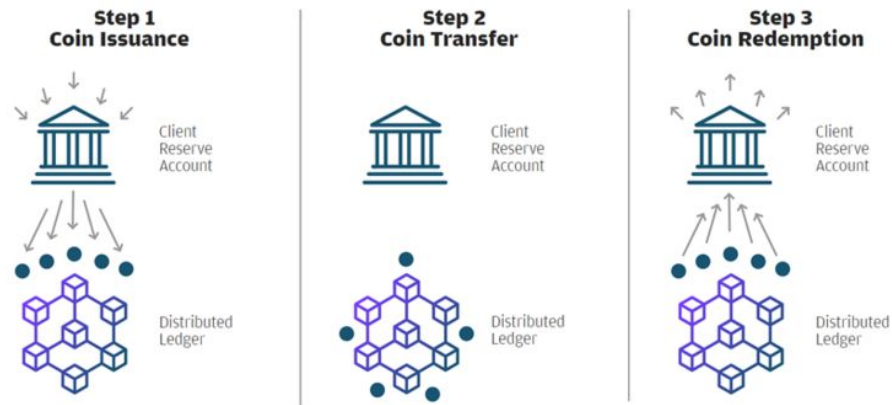 Step 1
Coin Issuance
Client
Reserve
Account
Distributed
Ledger
Step 2
Coin Transfer
Client
Reserve
Account
Distributed
Ledger
Step 3
Coin Redemption
Client
Reserve
Account
Distributed
Ledger